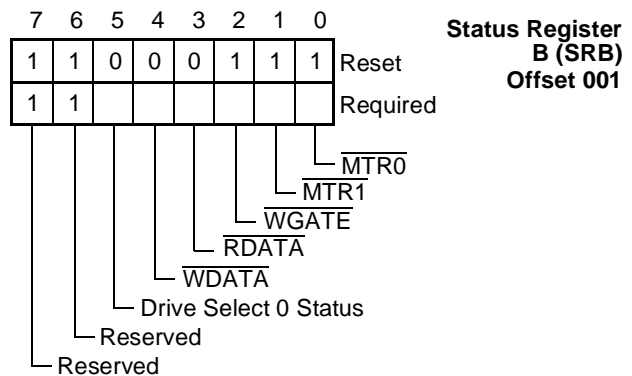 7 6 5 4 3 2 1 0
Status Register
B (SRB)
Offset 001
1 1 0 0 0 1 1 1 Reset
1 1 Required
MTR0
MTR1
WGATE
RDATA
WDATA
Drive Select 0 Status
Reserved
Reserved